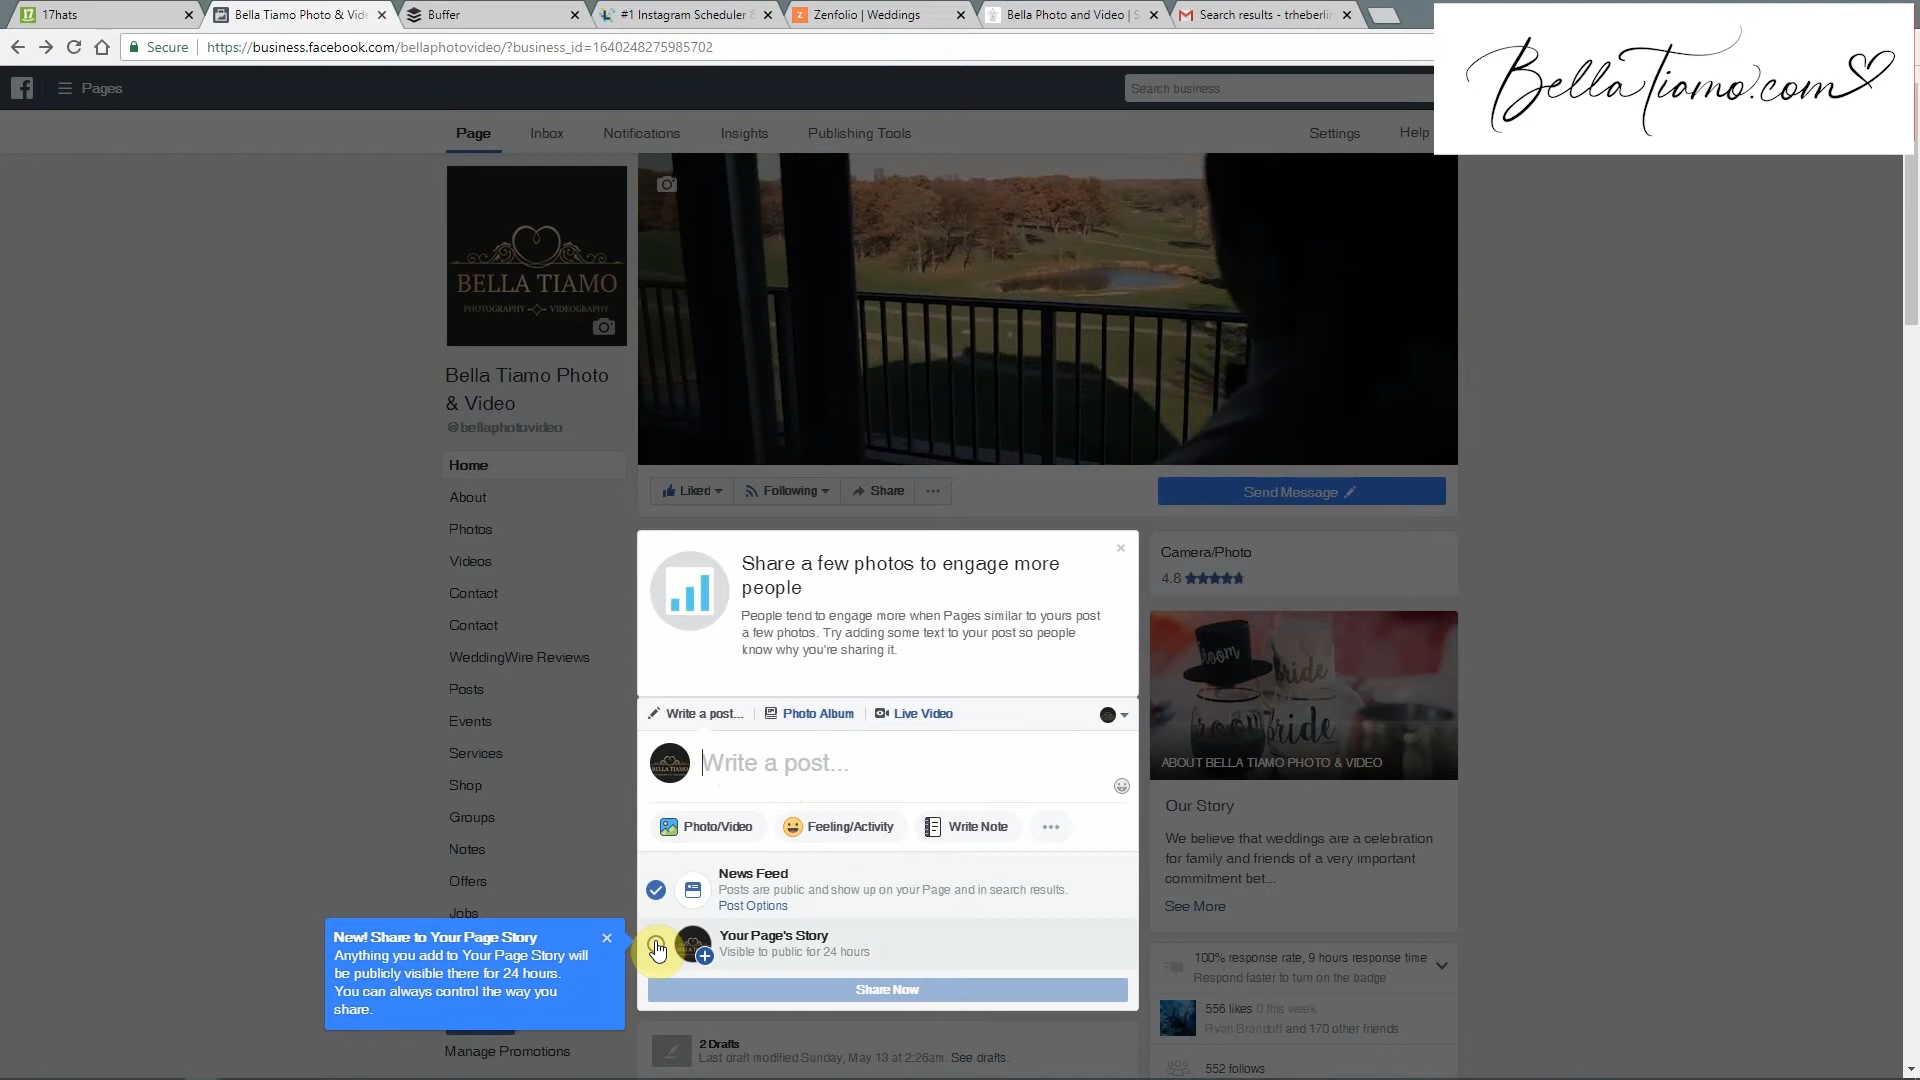 17hats
Bella Tiamo Photo & Vide
Buffer
#1 Instagram Scheduler &
Zenfolio | Weddings
Bella Photo and Video | S
Search results - trheberlin
Secure
https://business.facebook.com/bellaphotovideo/?business_id=1640248275985702
BellaTiamo.com
Pages
Search business
Page
Inbox
Notifications
Insights
Publishing Tools
Settings
Help
BELLA TIAMO
PHOTOGRAPHY VIDEOGRAPHY
Bella Tiamo Photo
& Video
@bellaphotovideo
Home
About
Photos
Videos
Contact
Contact
WeddingWire Reviews
Posts
Events
Services
Shop
Groups
Notes
Offers
Jobs
Manage Promotions
Liked
Following
Share
Send Message
Share a few photos to engage more
people
People tend to engage more when Pages similar to yours post
a few photos. Try adding some text to your post so people
know why you're sharing it.
Write a post...
Photo Album
Live Video
BELLA TIAMO
Write a post...
Photo/Video
Feeling/Activity
Write Note
News Feed
Posts are public and show up on your Page and in search results.
Post Options
Your Page's Story
Visible to public for 24 hours
Share Now
New! Share to Your Page Story
Anything you add to Your Page Story will
be publicly visible there for 24 hours.
You can always control the way you
share.
2 Drafts
Last draft modified Sunday, May 13 at 2:26am. See drafts.
Camera/Photo
4.8
groom
bride
groom
bride
ABOUT BELLA TIAMO PHOTO & VIDEO
Our Story
We believe that weddings are a celebration
for family and friends of a very important
commitment bet...
See More
100% response rate, 9 hours response time
Respond faster to turn on the badge
556 likes 0 this week
Ryan Brandoff and 170 other friends
552 follows